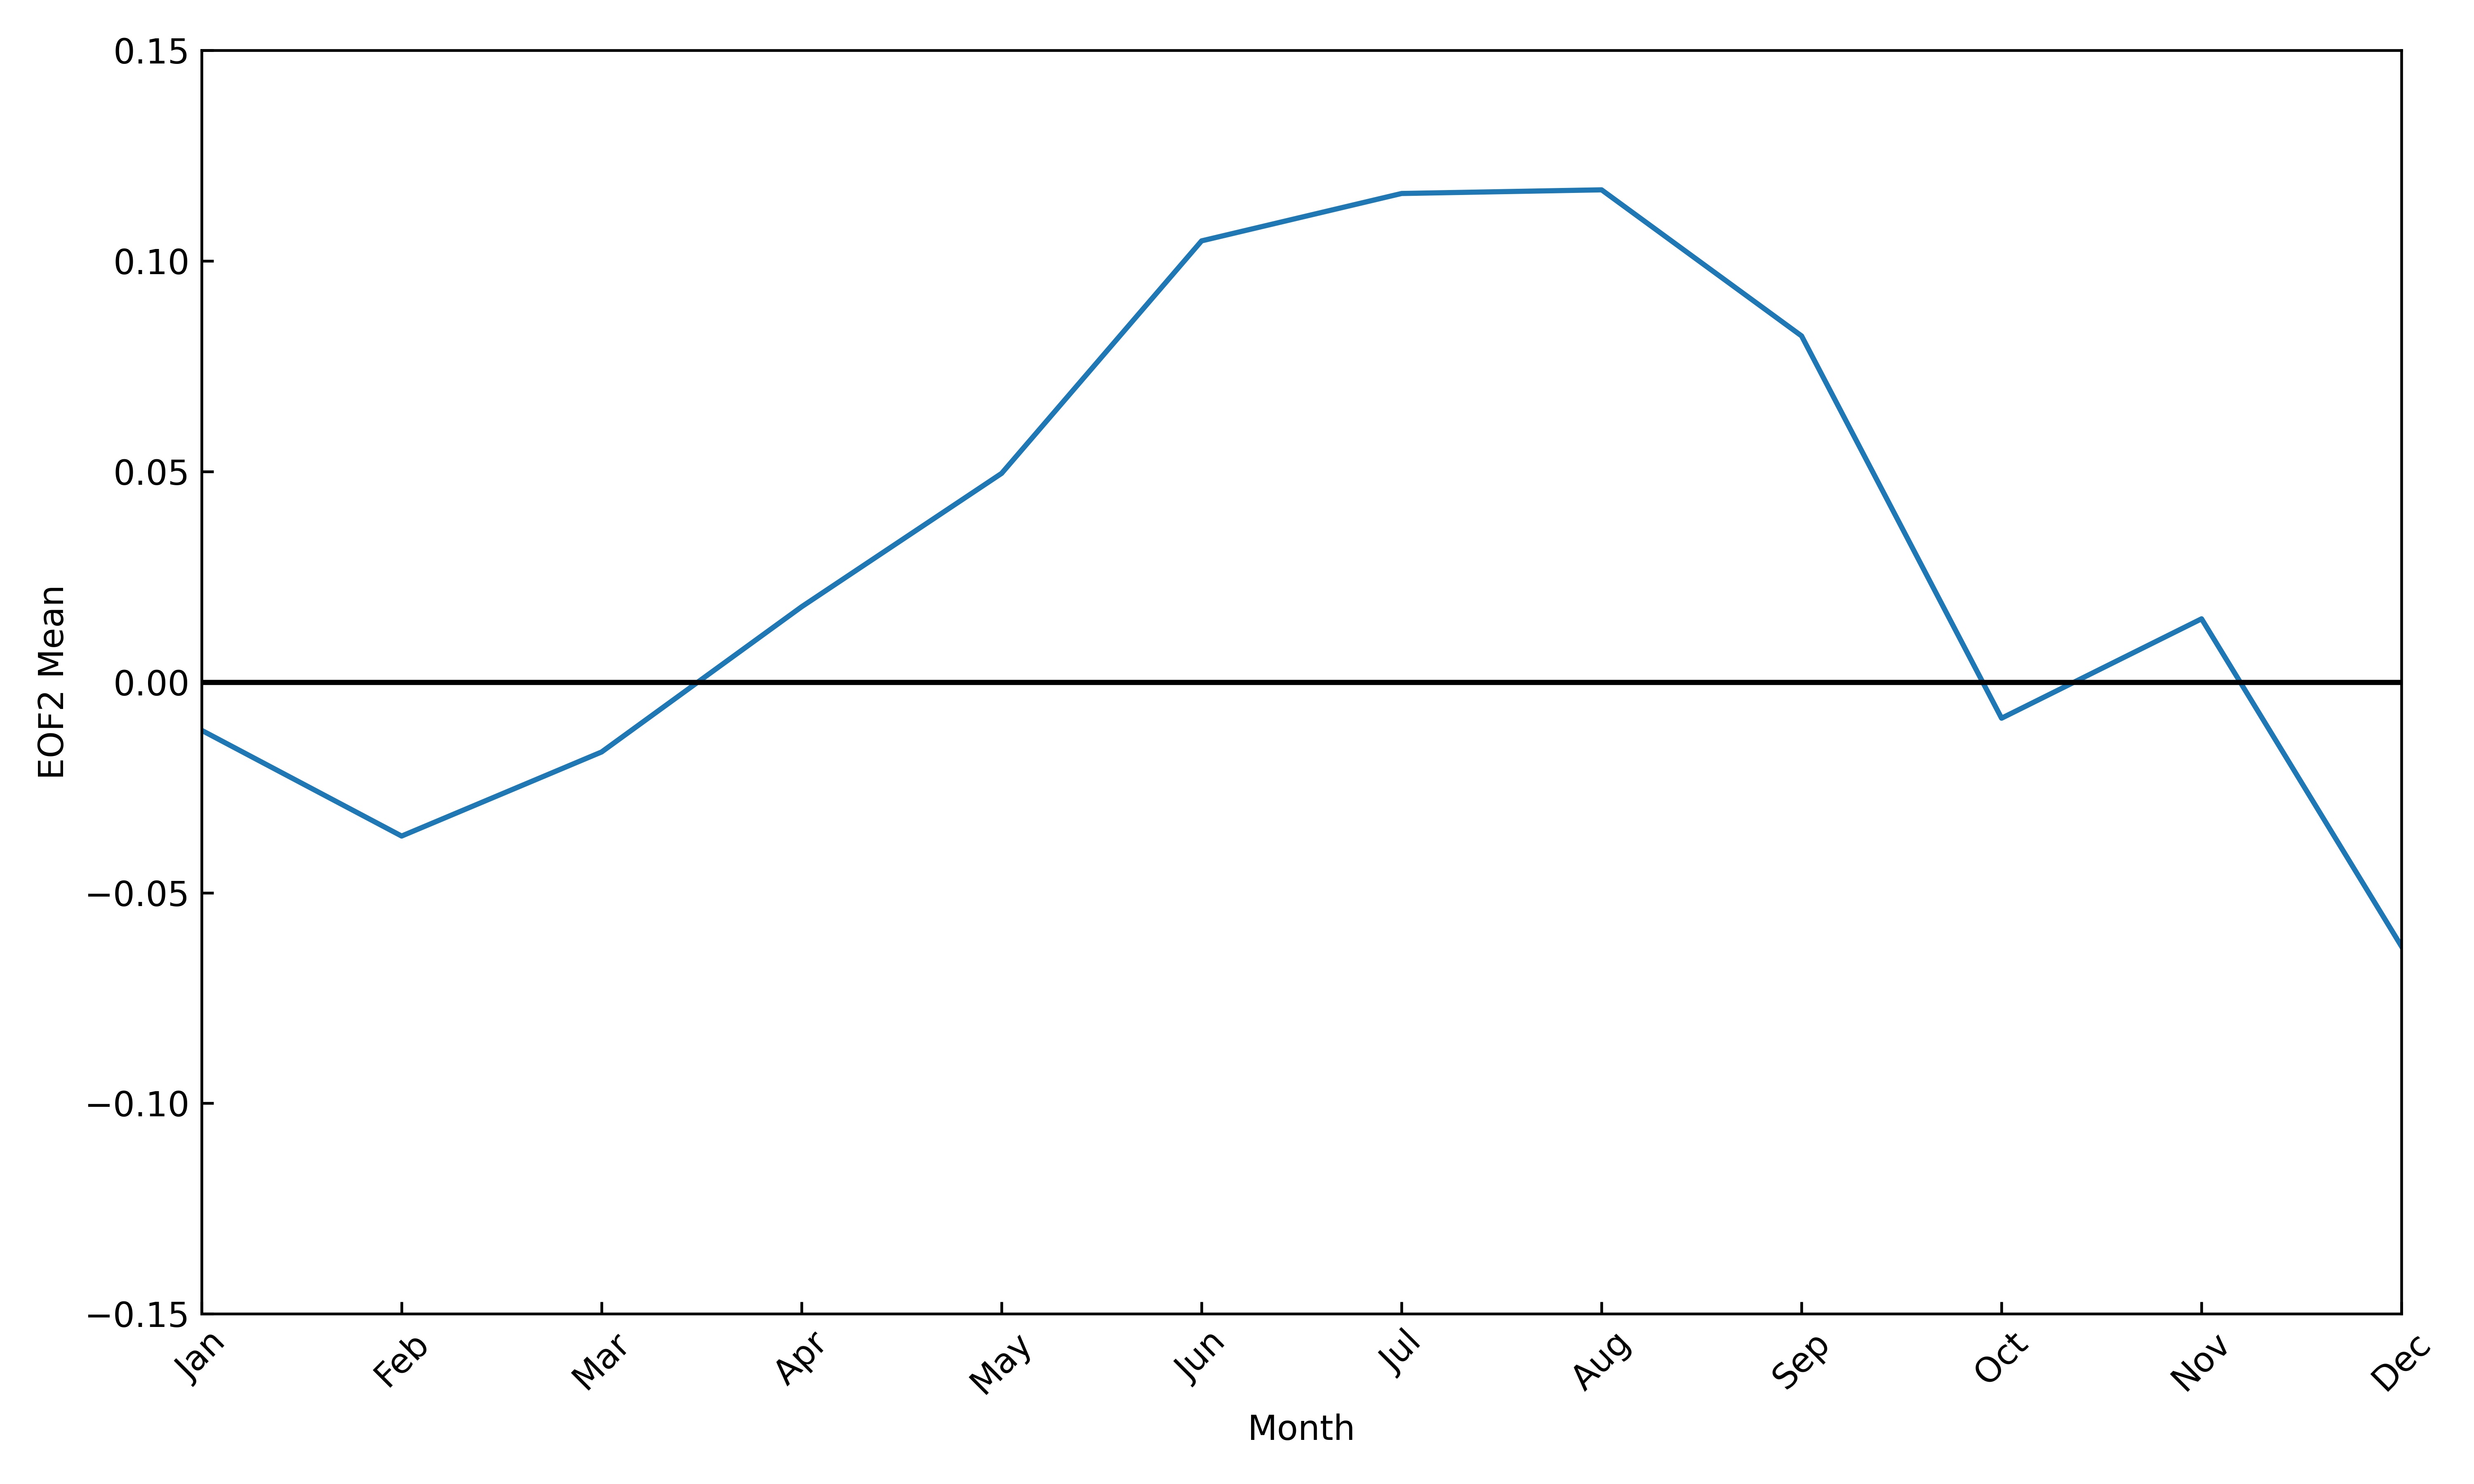 0.15
0.10
0.05
0.00
−0.05
−0.10
−0.15
EOF2 Mean
Jan Feb Mar Apr May Jun Jul Aug Sep Oct Nov Dec
Month